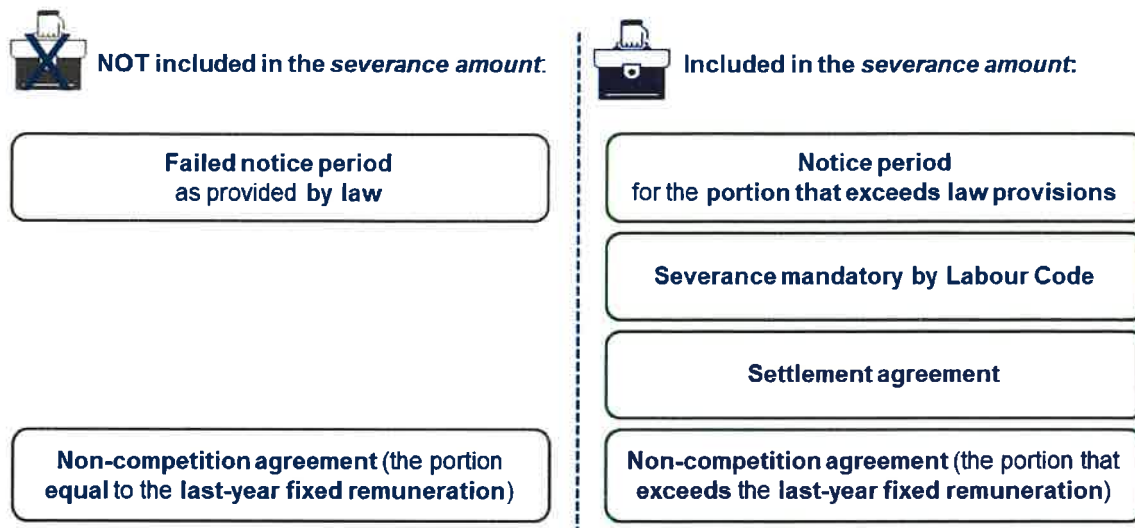 NOT included in the severance amount:
Failed notice period
as provided by law
Non-competition agreement (the portion
equal to the last-year fixed remuneration)
Included in the severance amount:
Notice period
for the portion that exceeds law provisions
Severance mandatory by Labour Code
Settlement agreement
Non-competition agreement (the portion that
exceeds the last-year fixed remuneration)